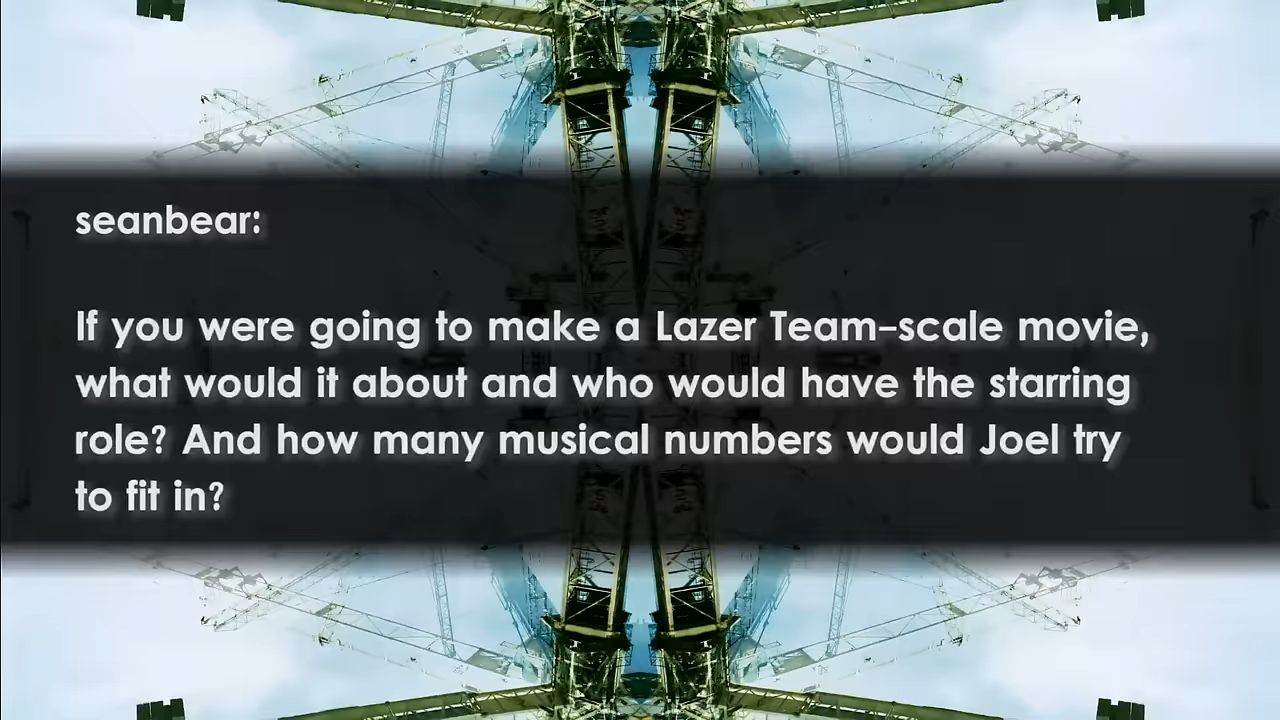 seanbear:
If you were going to make a Lazer Team-scale movie,
what would it about and who would have the starring
role? And how many musical numbers would Joel try
to fit in?